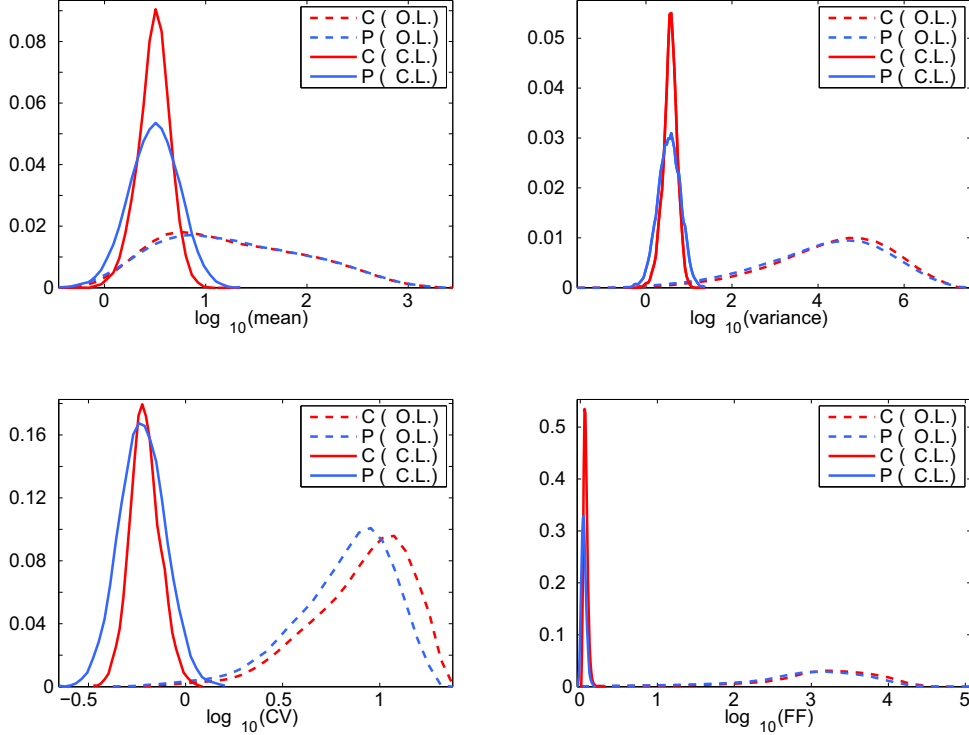 C ( O.L.)
P ( O.L.)
C ( C.L.)
P ( C.L.)
0.08
0.06
0.04
0.02
0
0 1 2 3
log 10(mean)
C ( O.L.)
P ( O.L.)
C ( C.L.)
P ( C.L.)
0.05
0.04
0.03
0.02
0.01
0
0 2 4 6
log 10(variance)
C ( O.L.)
P ( O.L.)
C ( C.L.)
P ( C.L.)
0.16
0.12
0.08
0.04
0
−0.5 0 0.5 1
log 10(CV)
C ( O.L.)
P ( O.L.)
C ( C.L.)
P ( C.L.)
0.5
0.4
0.3
0.2
0.1
0
0 1 2 3 4 5
log 10(FF)